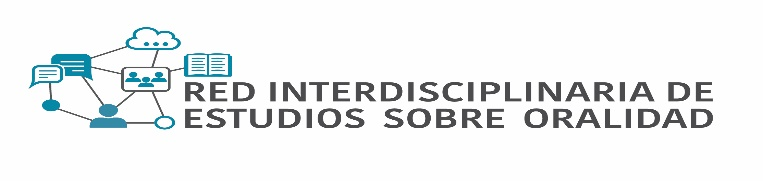 RED INTERDISCIPLINARIA DE
ESTUDIOS SOBRE ORALIDAD